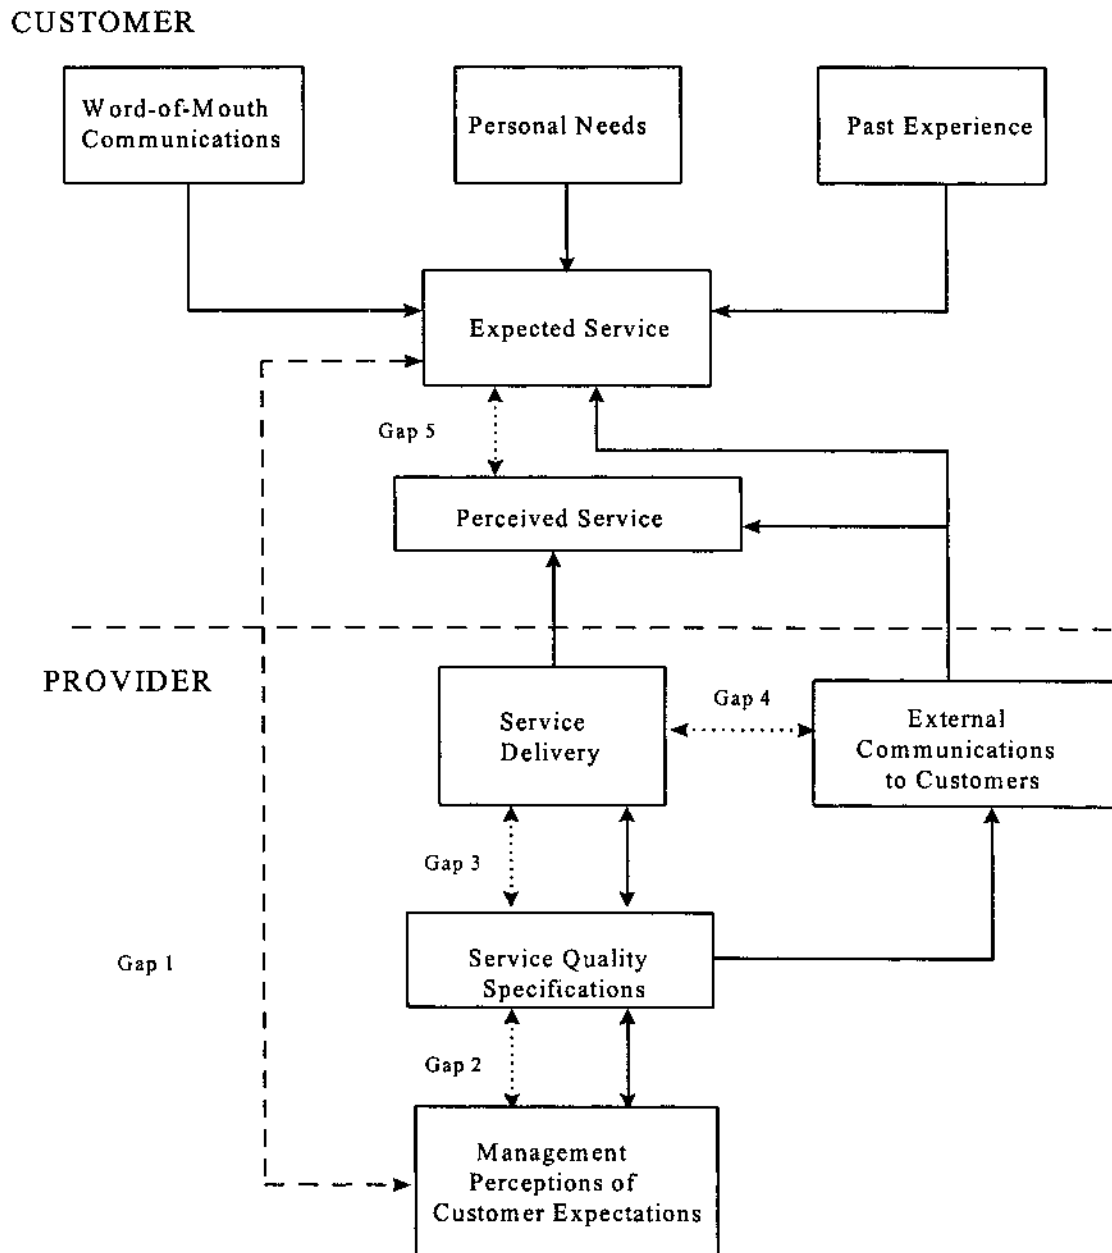 CUSTOMER
Word-of-Mouth
Communications
Personal Needs
Past Experience
Expected Service
Gap 5
Perceived Service
PROVIDER
Gap 4
Service
Delivery
External
Communications
to Customers
Gap 3
Gap 1
Service Quality
Specifications
Gap 2
Management
Perceptions of
Customer Expectations